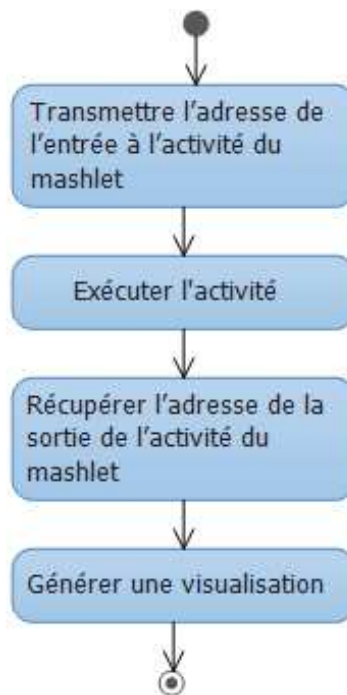 Transmettre l'adresse de
l'entrée à l'activité du
mashlet
Exécuter l'activité
Récupérer l'adresse de la
sortie de l'activité du
mashlet
Générer une visualisation